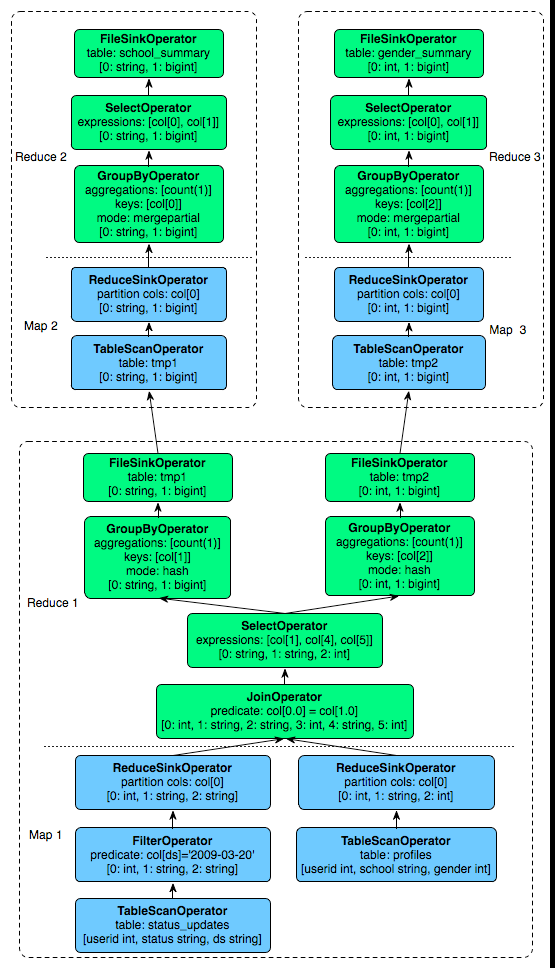 FileSinkOperator
table: school_summary
[0: string, 1: bigint]
SelectOperator
expressions: [col[0], col[1]]
[0: string, 1: bigint]
Reduce 2
GroupByOperator
aggregations: [count(1)]
keys: [col[0]]
mode: mergepartial
[0: string, 1: bigint]
ReduceSinkOperator
partition cols: col[0]
[0: string, 1: bigint]
Map 2
TableScanOperator
table: tmp1
[0: string, 1: bigint]
FileSinkOperator
table: gender_summary
[0: int, 1: bigint]
SelectOperator
expressions: [col[0], col[1]]
[0: int, 1: bigint]
Reduce 3
GroupByOperator
aggregations: [count(1)]
keys: [col[2]]
mode: mergepartial
[0: int, 1: bigint]
ReduceSinkOperator
partition cols: col[0]
[0: int, 1: bigint]
Map 3
TableScanOperator
table: tmp2
[0: int, 1: bigint]
FileSinkOperator
table: tmp1
[0: string, 1: bigint]
FileSinkOperator
table: tmp2
[0: int, 1: bigint]
GroupByOperator
aggregations: [count(1)]
keys: [col[1]]
mode: hash
[0: string, 1: bigint]
GroupByOperator
aggregations: [count(1)]
keys: [col[2]]
mode: hash
[0: int, 1: bigint]
Reduce 1
SelectOperator
expressions: [col[1], col[4], col[5]]
[0: string, 1: string, 2: int]
JoinOperator
predicate: col[0.0] = col[1.0]
[0: int, 1: string, 2: string, 3: int, 4: string, 5: int]
ReduceSinkOperator
partition cols: col[0]
[0: int, 1: string, 2: string]
ReduceSinkOperator
partition cols: col[0]
[0: int, 1: string, 2: int]
Map 1
FilterOperator
predicate: col[ds]='2009-03-20'
[0: int, 1: string, 2: string]
TableScanOperator
table: profiles
[userid int, school string, gender int]
TableScanOperator
table: status_updates
[userid int, status string, ds string]